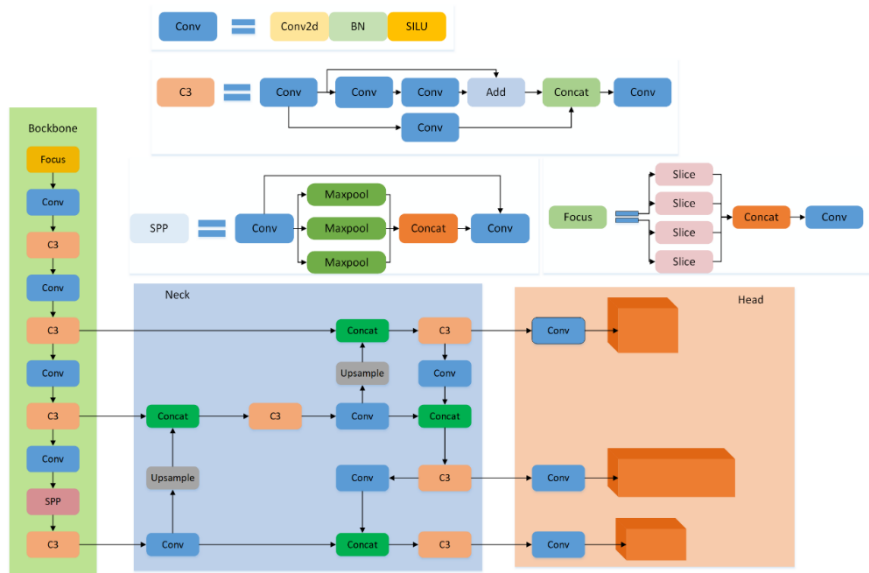 Conv Conv2d BN SILU
C3 Conv Conv Conv Add Concat Conv
Conv
Bockbone
Focus
Conv
C3
Conv
C3
Conv
C3
Conv
SPP
C3
SPP Conv Maxpool Maxpool Maxpool Concat Conv
Focus Slice Slice Slice Slice Concat Conv
Neck
Concat C3
Upsample Conv
Concat C3 Conv Concat
Upsample Conv C3
Conv Concat C3
Head
Conv
Conv
Conv